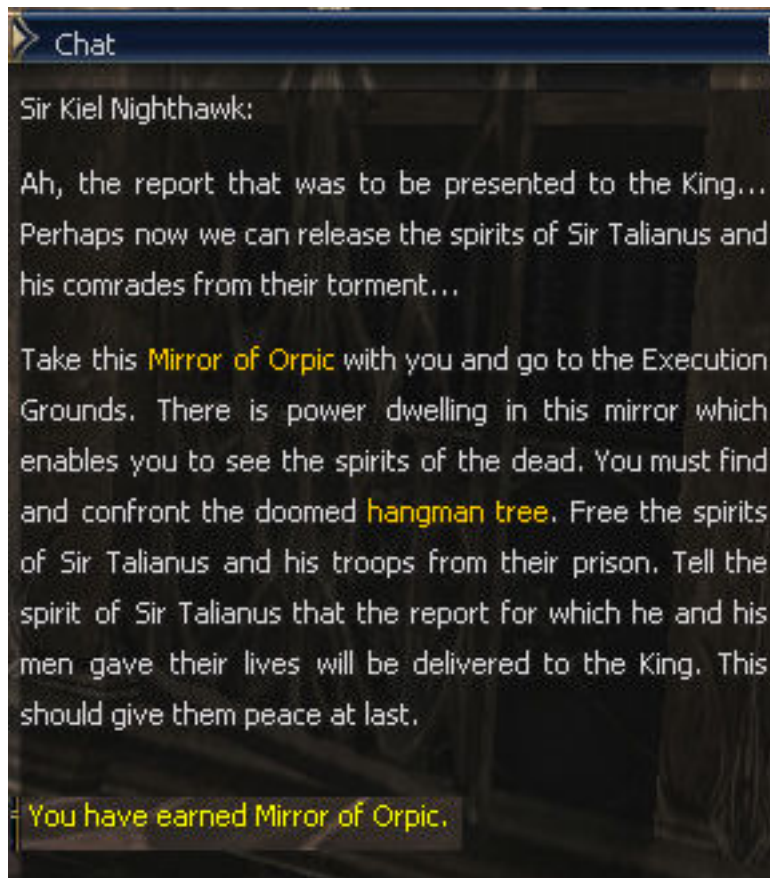 Chat
Sir Kiel Nighthawk:
Ah, the report that was to be presented to the King...
Perhaps now we can release the spirits of Sir Talianus and
his comrades from their torment...
Take this Mirror of Orpic with you and go to the Execution
Grounds. There is power dwelling in this mirror which
enables you to see the spirits of the dead. You must find
and confront the doomed hangman tree. Free the spirits
of Sir Talianus and his troops from their prison. Tell the
spirit of Sir Talianus that the report for which he and his
men gave their lives will be delivered to the King. This
should give them peace at last.
You have earned Mirror of Orpic.